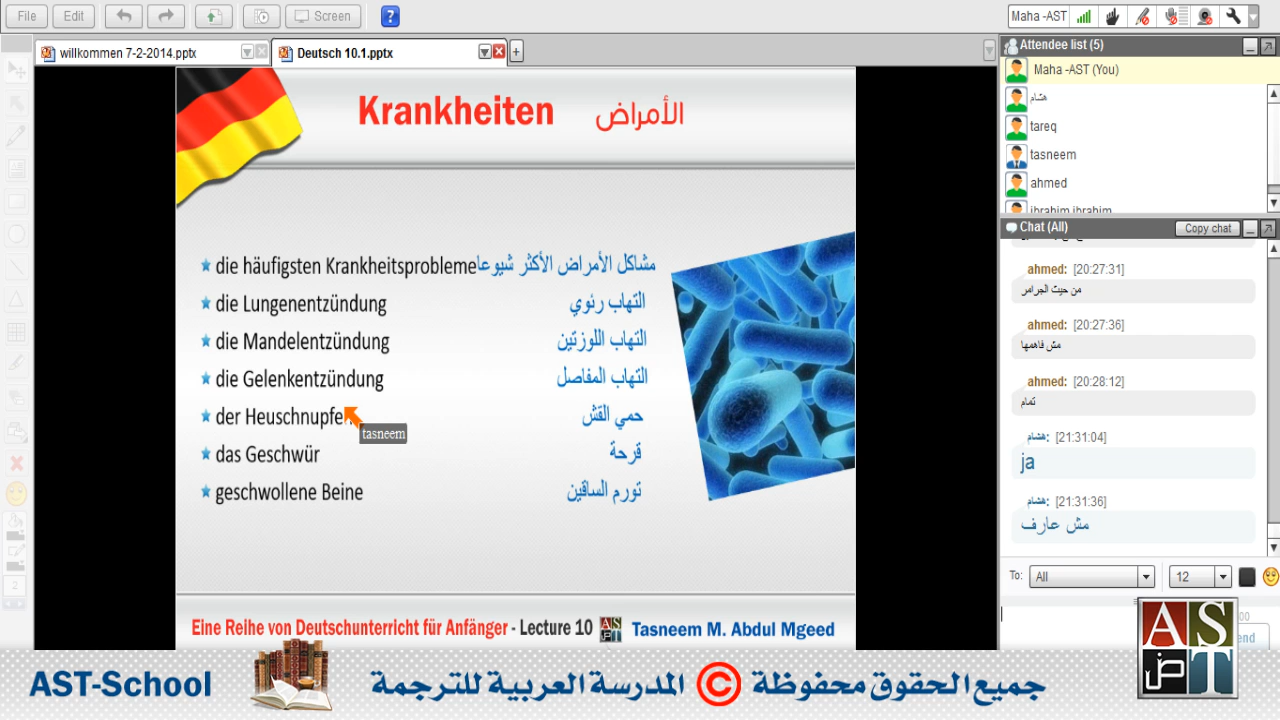 File Edit Screen ?
Maha -AST
willkommen 7-2-2014.pptx
Deutsch 10.1.pptx
+
Attendee list (5)
Maha -AST (You)
هشام
tareq
tasneem
ahmed
ibrahim ibrahim
Krankheiten الأمراض
die häufigsten Krankheitsprobleme مشاكل الأمراض الأكثر شيوعا
die Lungenentzündung التهاب رئوي
die Mandelentzündung التهاب اللوزتين
die Gelenkentzündung التهاب المفاصل
der Heuschnupfe حمي القش
tasneem
das Geschwür قرحة
geschwollene Beine تورم الساقين
Eine Reihe von Deutschunterricht für Anfänger - Lecture 10 Tasneem M. Abdul Mgeed
Chat (All) Copy chat
ahmed: [20:27:31]
من حيث الجرامر
ahmed: [20:27:36]
مش فاهمها
ahmed: [20:28:12]
تمام
هشام: [21:31:04]
ja
هشام: [21:31:36]
مش عارف
To: All 12
2
AST-School
جميع الحقوق محفوظة © المدرسة العربية للترجمة
A S
ض T